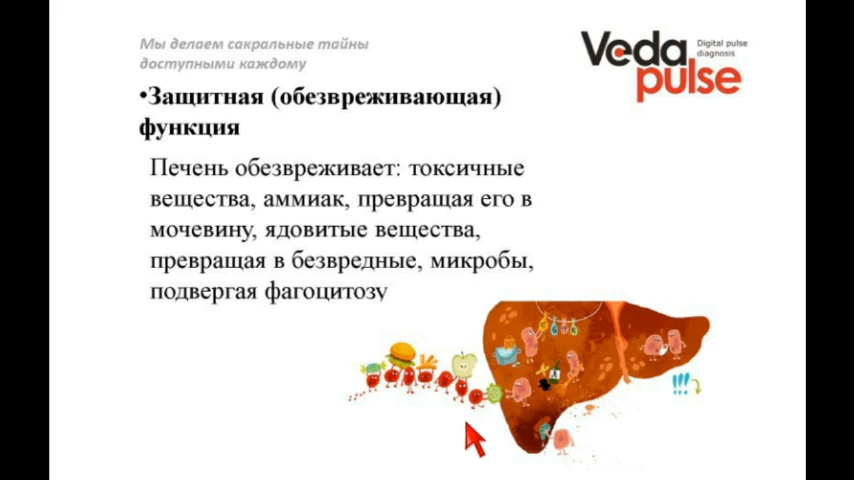 Мы делаем сакральные тайны
доступными каждому
Veda
pulse
Digital pulse
diagnosis
•Защитная (обезвреживающая)
функция
Печень обезвреживает: токсичные
вещества, аммиак, превращая его в
мочевину, ядовитые вещества,
превращая в безвредные, микробы,
подвергая фагоцитозу
!!!